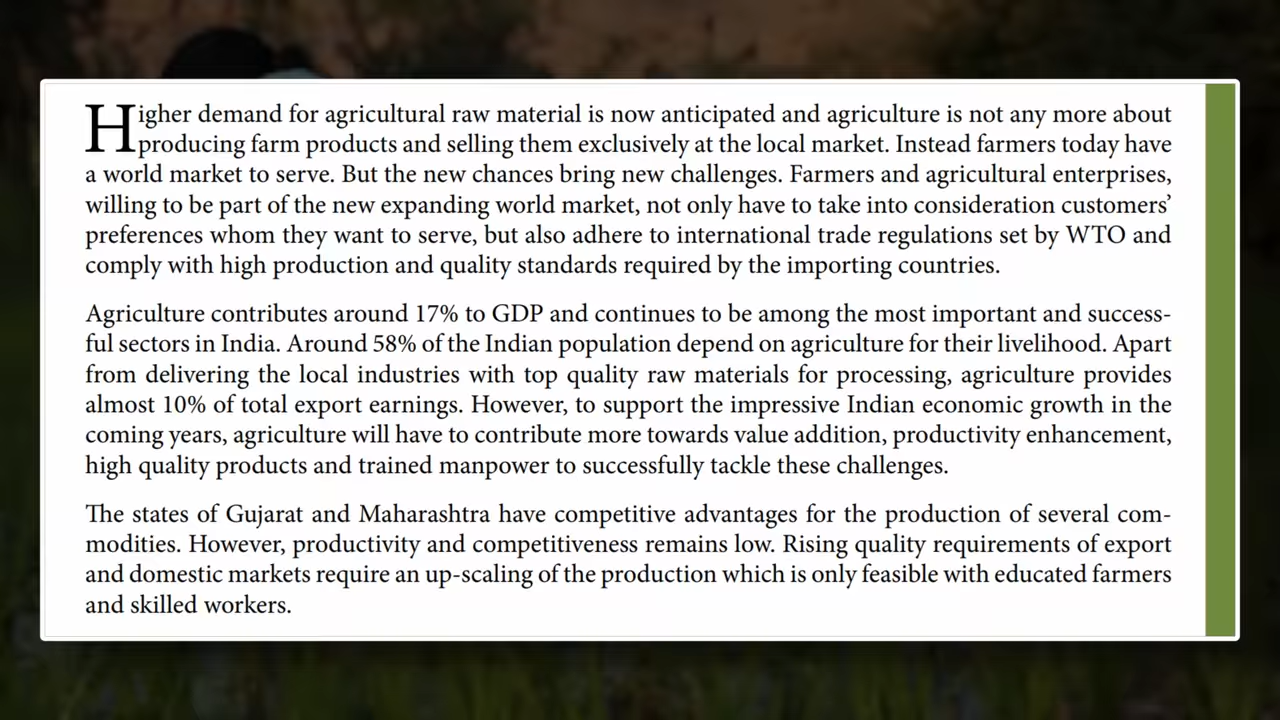 Higher demand for agricultural raw material is now anticipated and agriculture is not any more about
producing farm products and selling them exclusively at the local market. Instead farmers today have
a world market to serve. But the new chances bring new challenges. Farmers and agricultural enterprises,
willing to be part of the new expanding world market, not only have to take into consideration customers’
preferences whom they want to serve, but also adhere to international trade regulations set by WTO and
comply with high production and quality standards required by the importing countries.
Agriculture contributes around 17% to GDP and continues to be among the most important and success-
ful sectors in India. Around 58% of the Indian population depend on agriculture for their livelihood. Apart
from delivering the local industries with top quality raw materials for processing, agriculture provides
almost 10% of total export earnings. However, to support the impressive Indian economic growth in the
coming years, agriculture will have to contribute more towards value addition, productivity enhancement,
high quality products and trained manpower to successfully tackle these challenges.
The states of Gujarat and Maharashtra have competitive advantages for the production of several com-
modities. However, productivity and competitiveness remains low. Rising quality requirements of export
and domestic markets require an up-scaling of the production which is only feasible with educated farmers
and skilled workers.